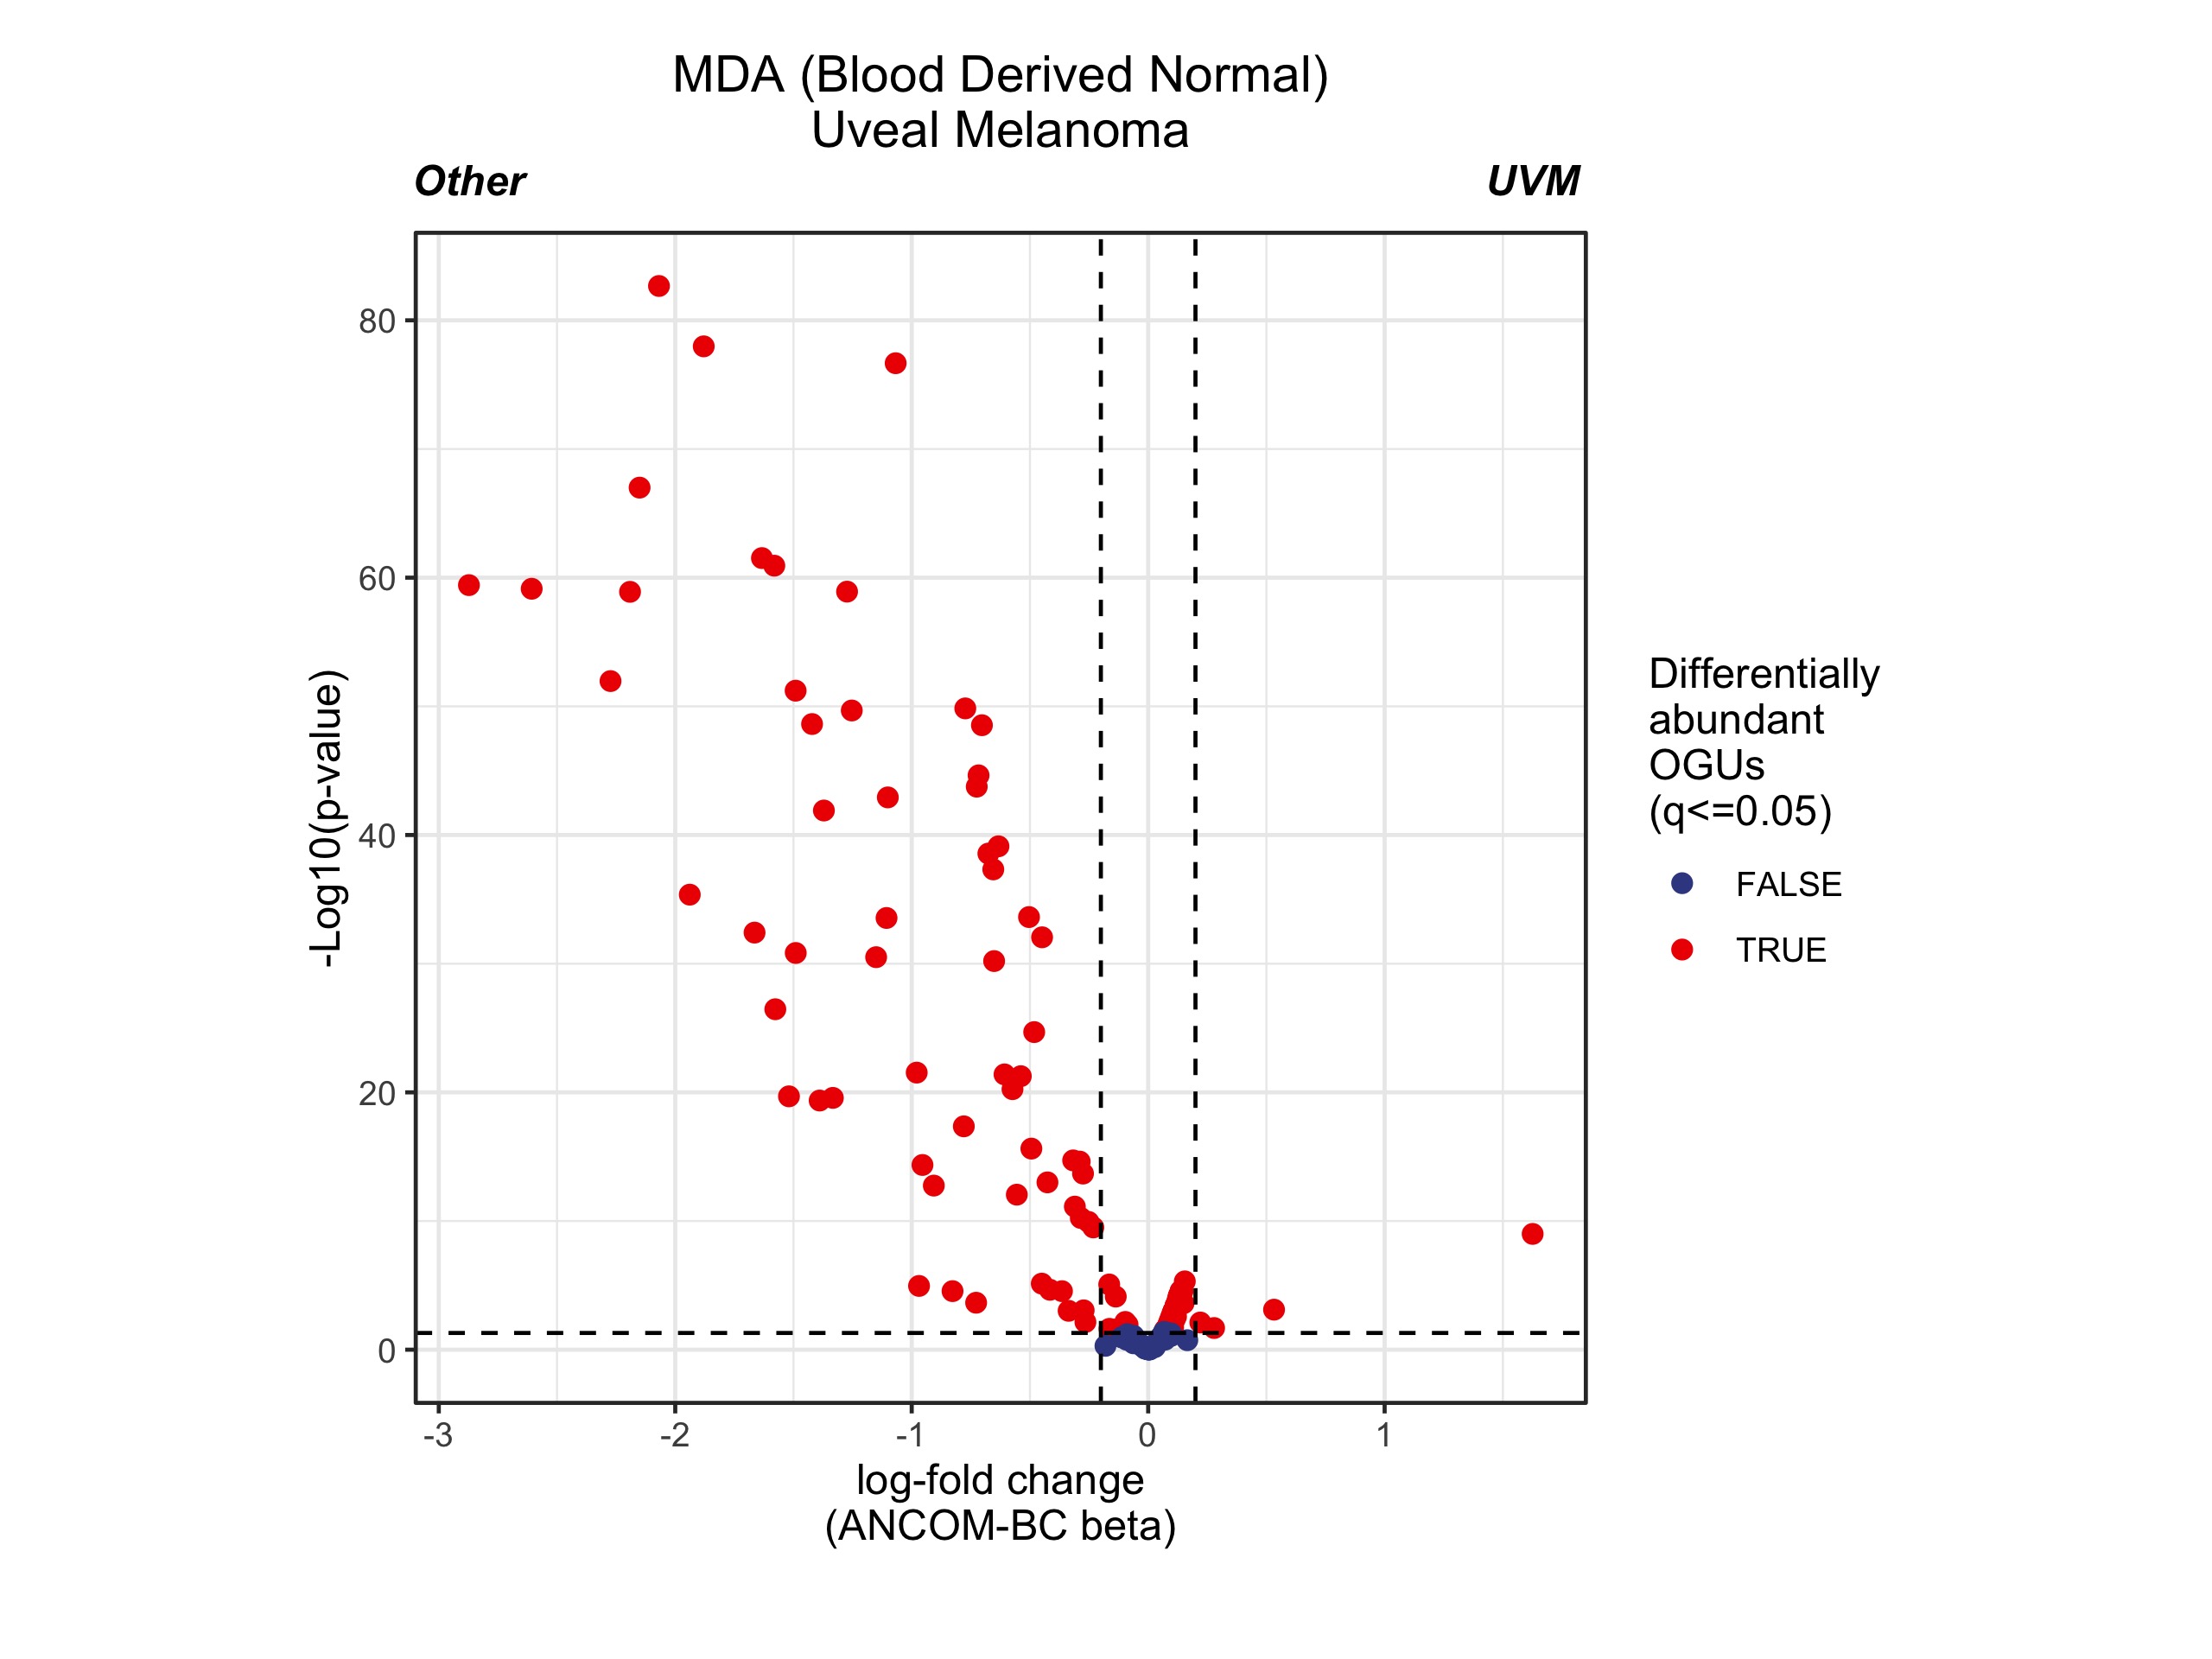 MDA (Blood Derived Normal)
Uveal Melanoma
Other
UVM
80
60
40
20
0
-Log10(p-value)
-3
-2
-1
0
1
log-fold change
(ANCOM-BC beta)
Differentially
abundant
OGUs
(q<=0.05)
FALSE
TRUE